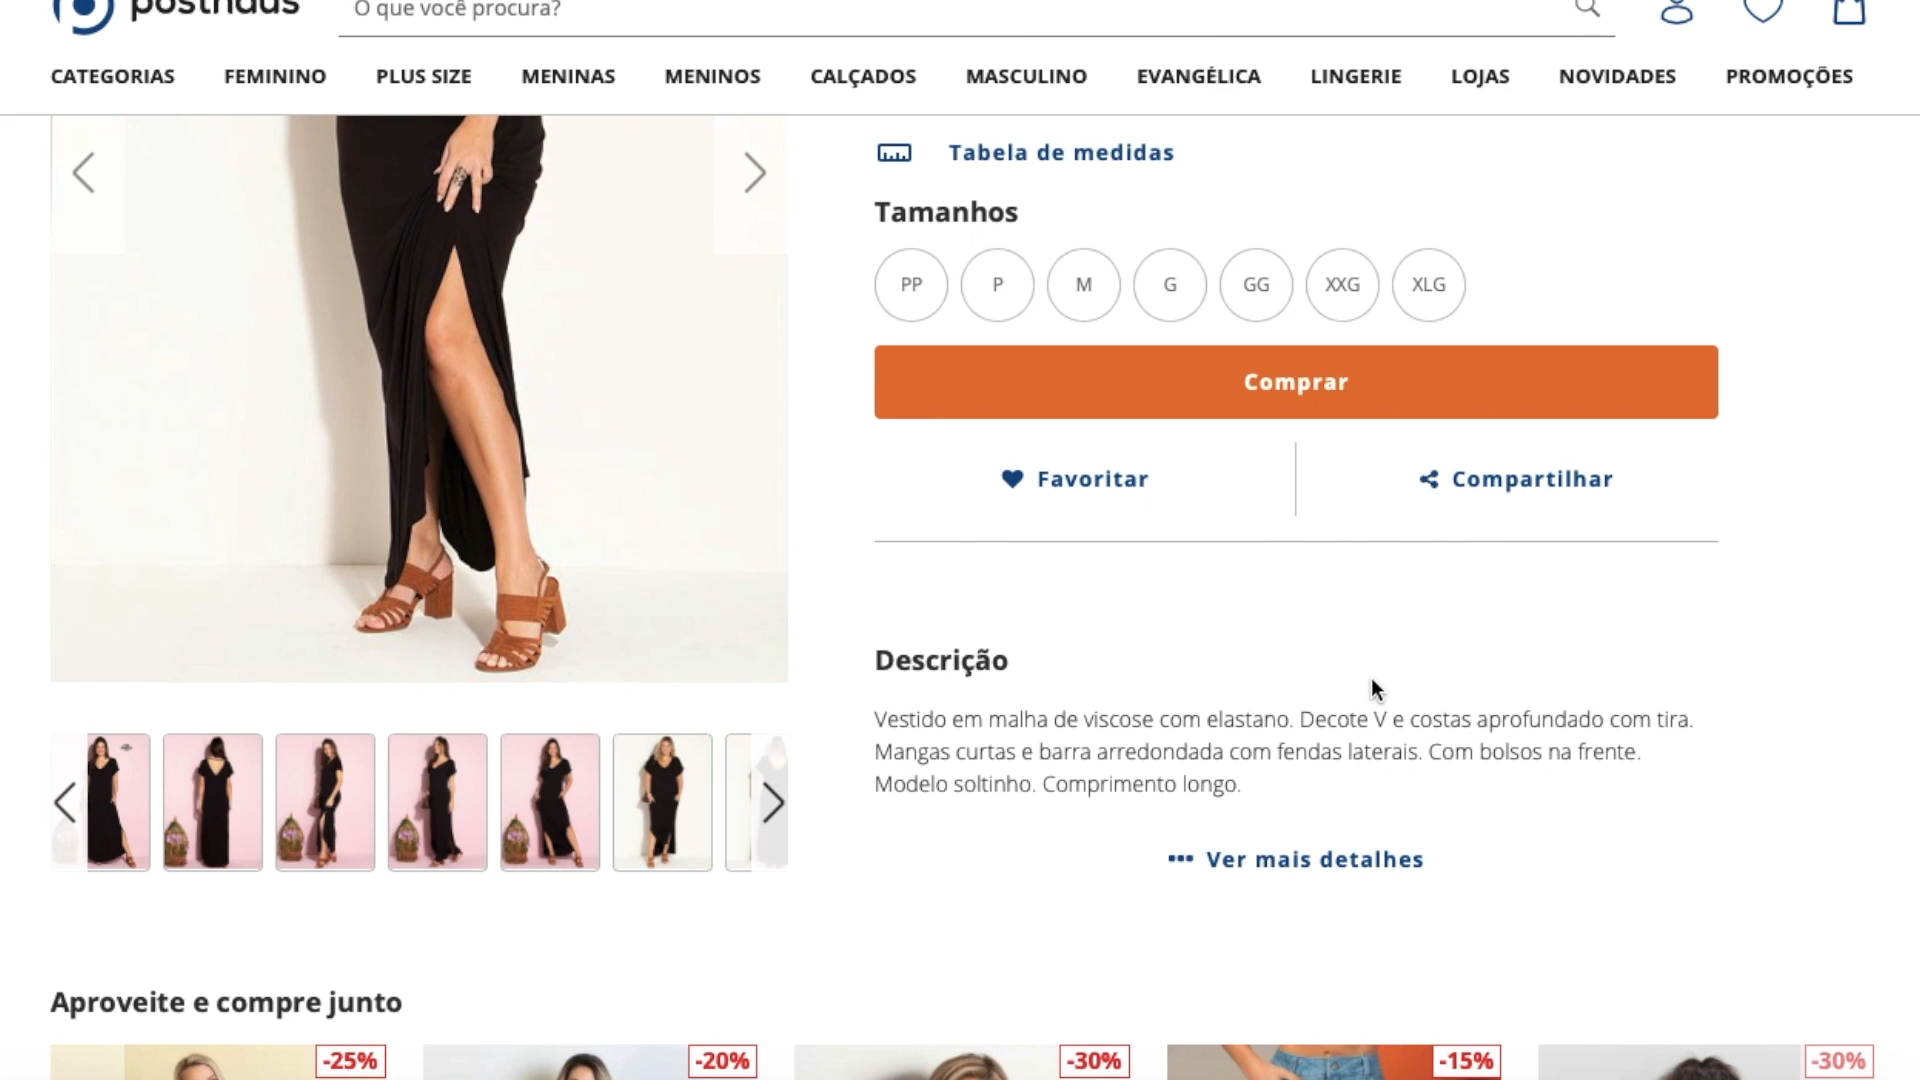 posthaus
O que você procura?
CATEGORIAS FEMININO PLUS SIZE MENINAS MENINOS CALÇADOS MASCULINO EVANGÉLICA LINGERIE LOJAS NOVIDADES PROMOÇÕES
Tabela de medidas
Tamanhos
PP P M G GG XXG XLG
Comprar
Favoritar Compartilhar
Descrição
Vestido em malha de viscose com elastano. Decote V e costas aprofundado com tira.
Mangas curtas e barra arredondada com fendas laterais. Com bolsos na frente.
Modelo soltinho. Comprimento longo.
Ver mais detalhes
Aproveite e compre junto
-25% -20% -30% -15% -30%